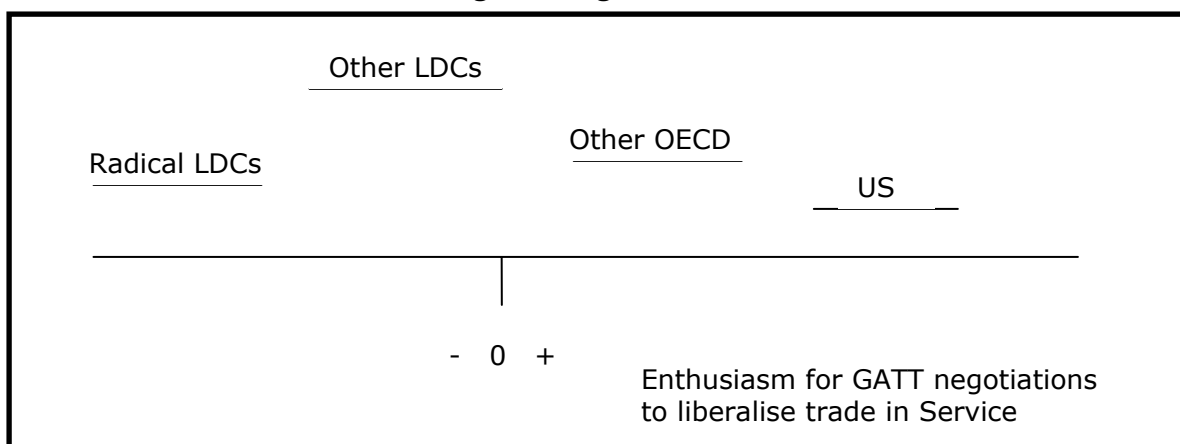 Other LDCs
Other OECD
Radical LDCs
US
- 0 +
Enthusiasm for GATT negotiations
to liberalise trade in Service